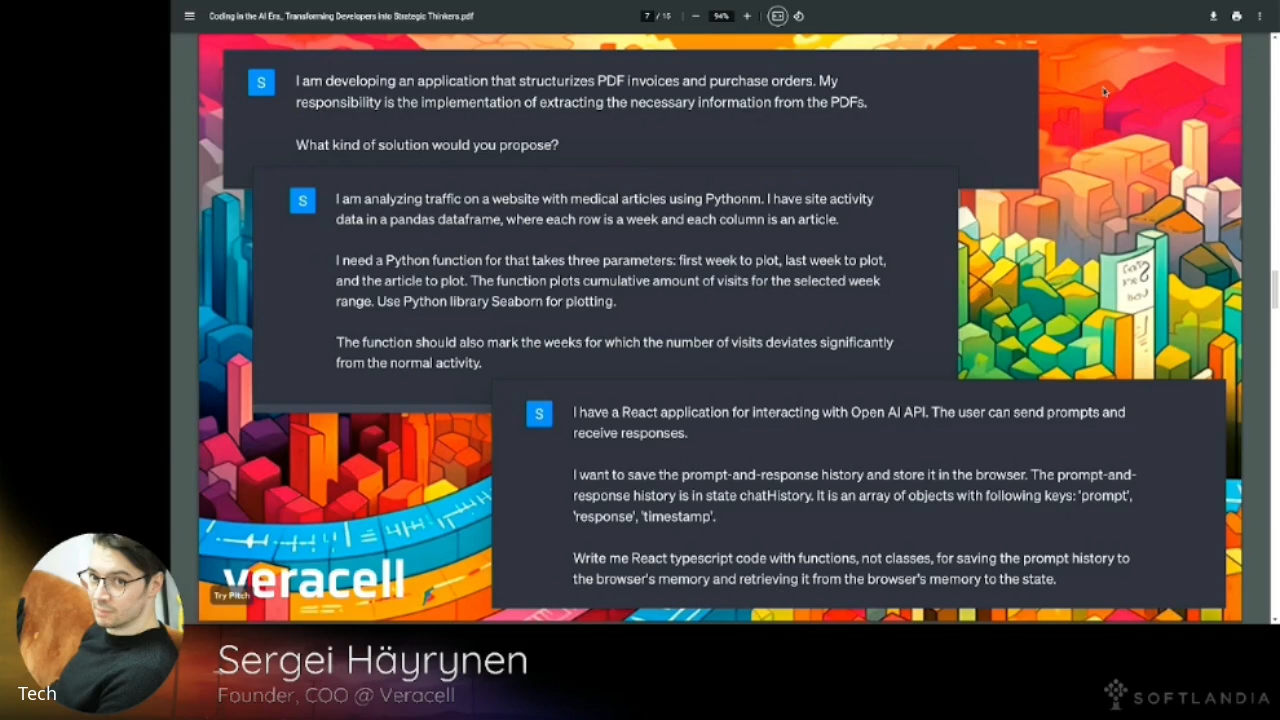 Coding in the AI Era_ Transforming Developers Into Strategic Thinkers.pdf
7 / 15
94%
S
I am developing an application that structurizes PDF invoices and purchase orders. My
responsibility is the implementation of extracting the necessary information from the PDFs.
What kind of solution would you propose?
S
I am analyzing traffic on a website with medical articles using Pythonm. I have site activity
data in a pandas dataframe, where each row is a week and each column is an article.
I need a Python function for that takes three parameters: first week to plot, last week to plot,
and the article to plot. The function plots cumulative amount of visits for the selected week
range. Use Python library Seaborn for plotting.
The function should also mark the weeks for which the number of visits deviates significantly
from the normal activity.
S
I have a React application for interacting with Open AI API. The user can send prompts and
receive responses.
I want to save the prompt-and-response history and store it in the browser. The prompt-and-
response history is in state chatHistory. It is an array of objects with following keys: 'prompt',
'response', 'timestamp'.
Write me React typescript code with functions, not classes, for saving the prompt history to
the browser's memory and retrieving it from the browser's memory to the state.
veracell
Try Pitch
Sergei Häyrynen
Founder, COO @ Veracell
Tech
SOFTLANDIA